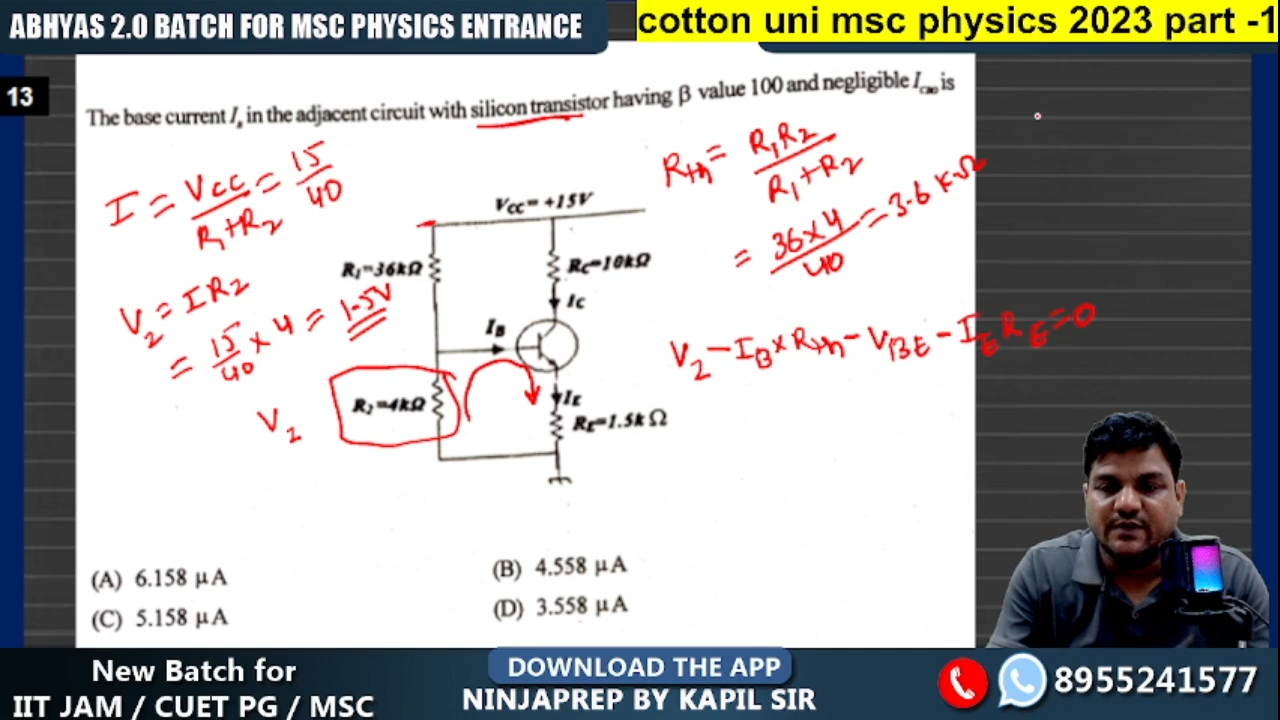 ABHYAS 2.0 BATCH FOR MSC PHYSICS ENTRANCE
cotton uni msc physics 2023 part -1
13
The base current I_B in the adjacent circuit with silicon transistor having β value 100 and negligible I_CBO is
I = Vcc / (R1+R2) = 15/40
V2 = IR2
= 15/40 × 4 = 1.5V
V2
Rth = R1R2 / (R1+R2)
= 36×4 / 40 = 3.6 KΩ
V2 - IB × Rth - VBE - IE RE = 0
Vcc= +15V
R1=36kΩ
Rc=10kΩ
Ic
IB
R2=4kΩ
IE
RE=1.5k Ω
(A) 6.158 μA
(B) 4.558 μA
(C) 5.158 μA
(D) 3.558 μA
New Batch for
IIT JAM / CUET PG / MSC
DOWNLOAD THE APP
NINJAPREP BY KAPIL SIR
8955241577